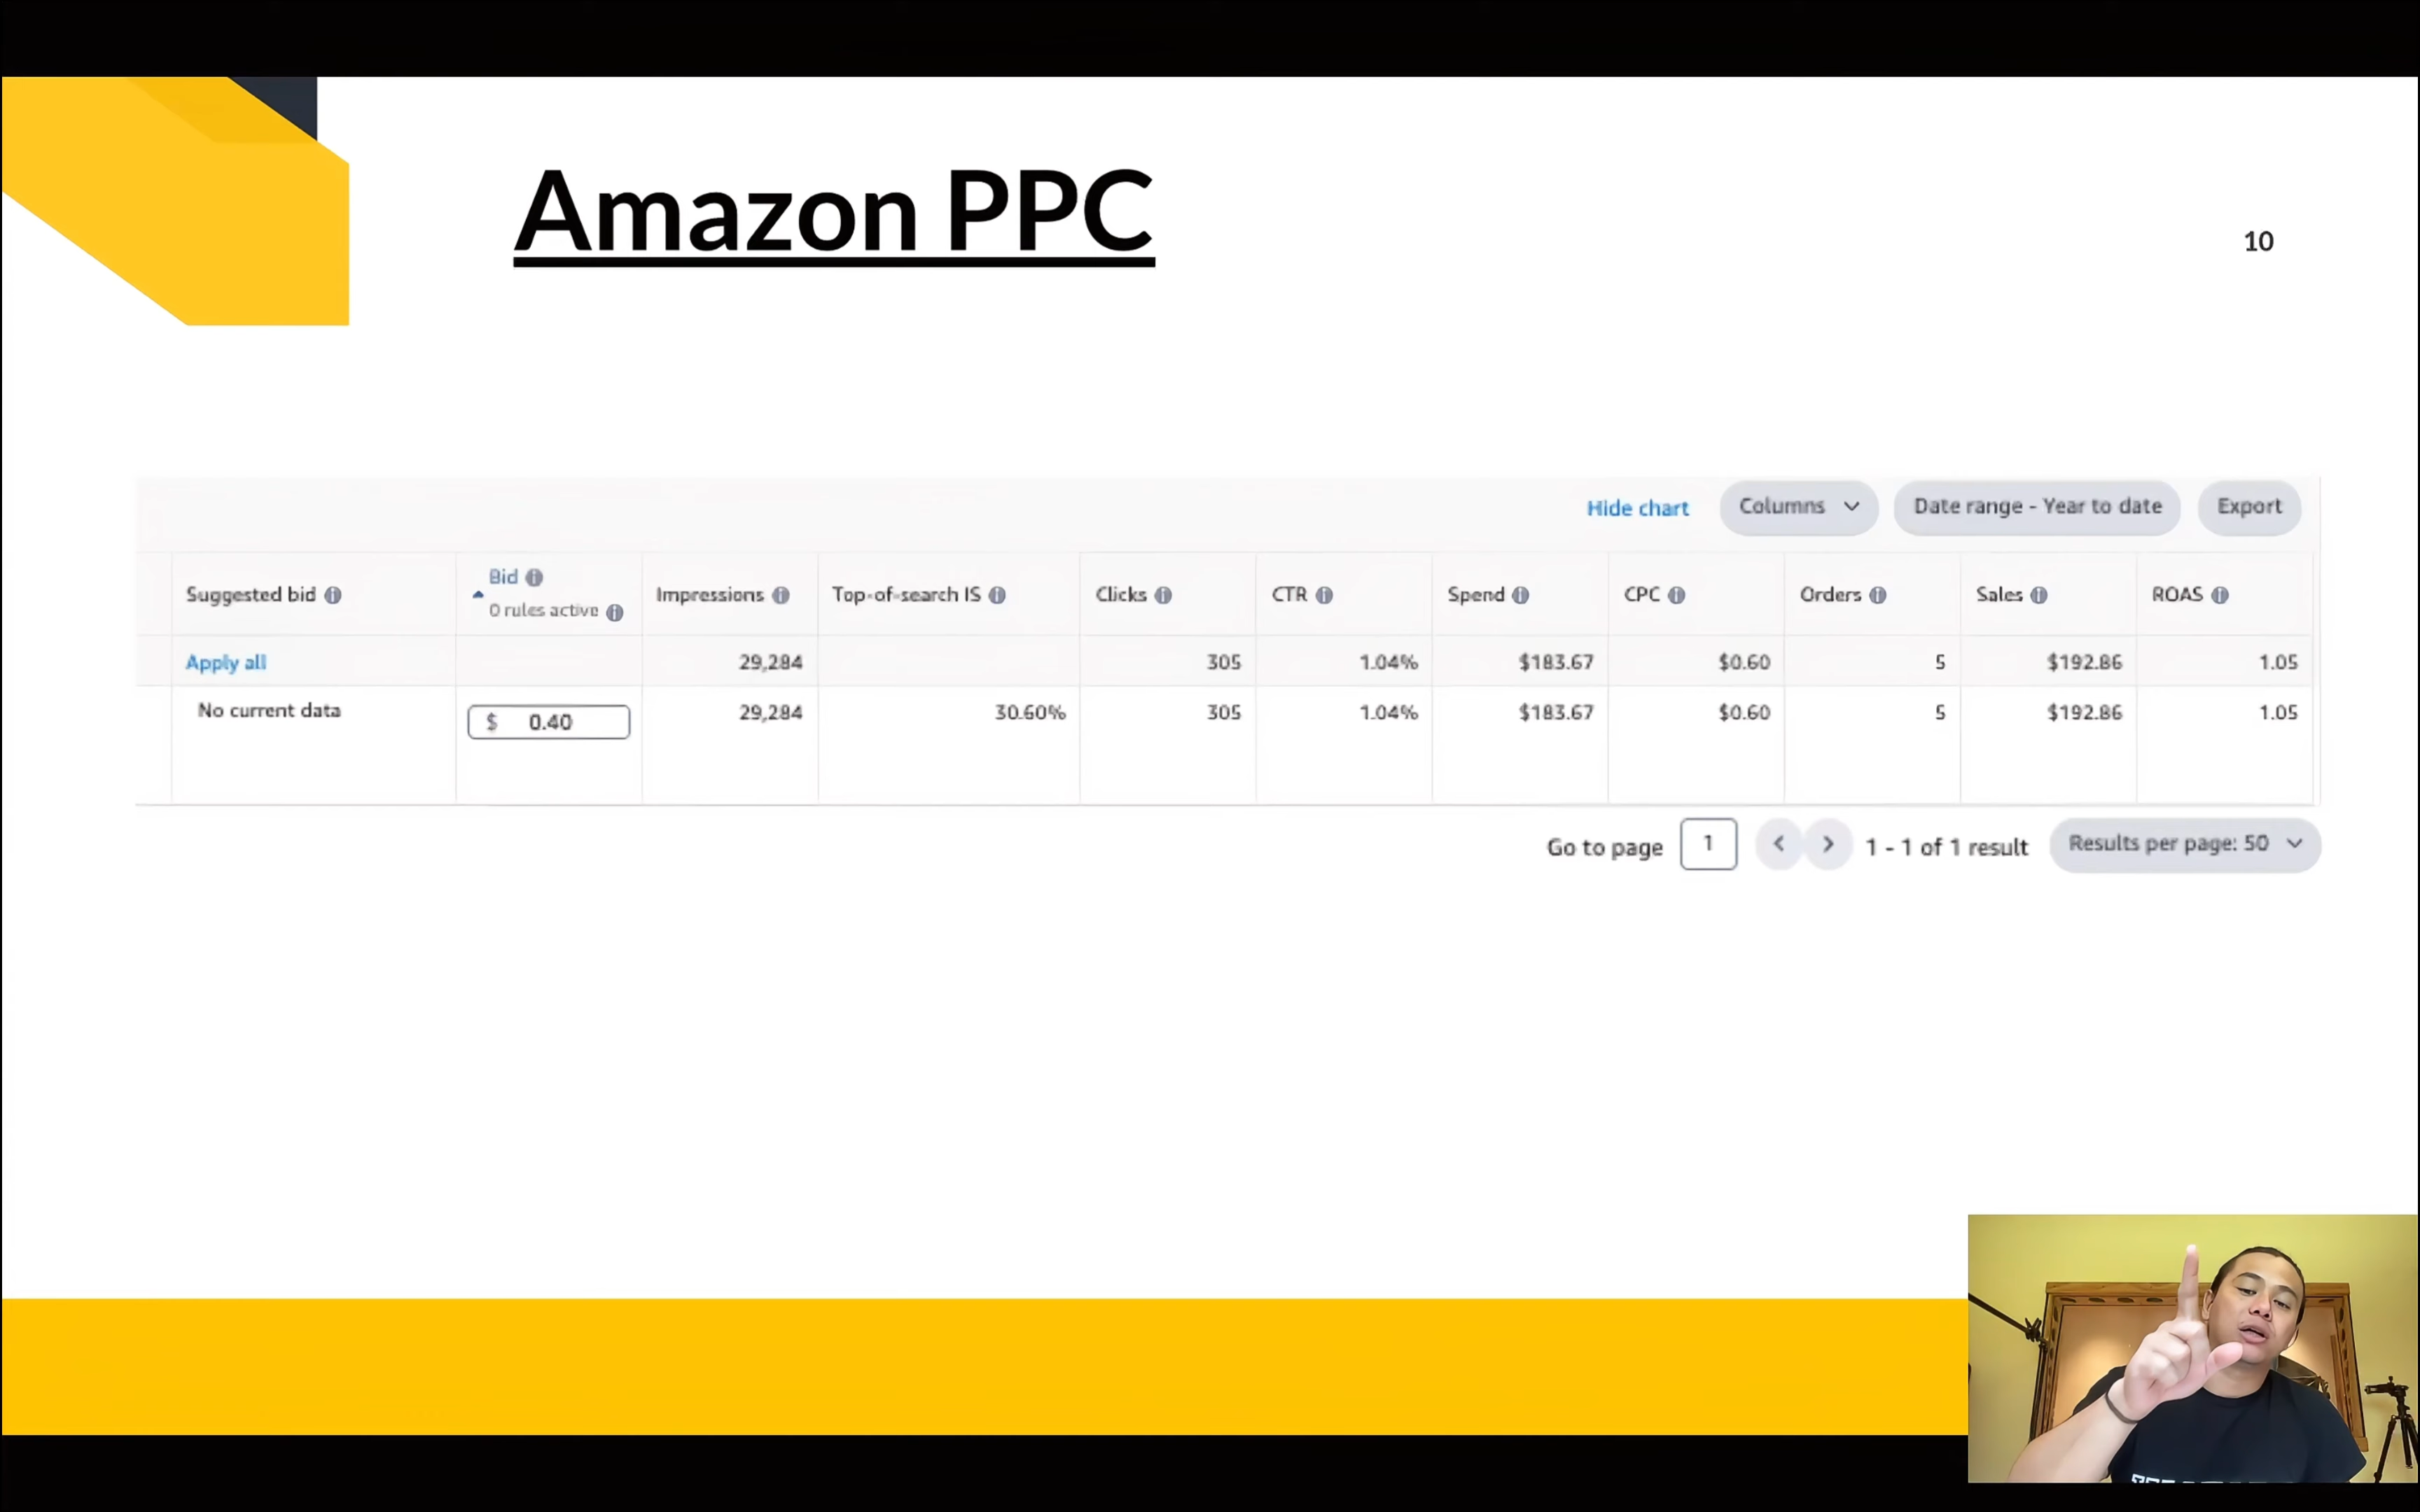 Amazon PPC
10
Hide chart Columns Date range - Year to date Export
Suggested bid Bid 0 rules active Impressions Top-of-search IS Clicks CTR Spend CPC Orders Sales ROAS
Apply all 29,284 305 1.04% $183.67 $0.60 5 $192.86 1.05
No current data $ 0.40 29,284 30.60% 305 1.04% $183.67 $0.60 5 $192.86 1.05
Go to page 1 1 - 1 of 1 result Results per page: 50